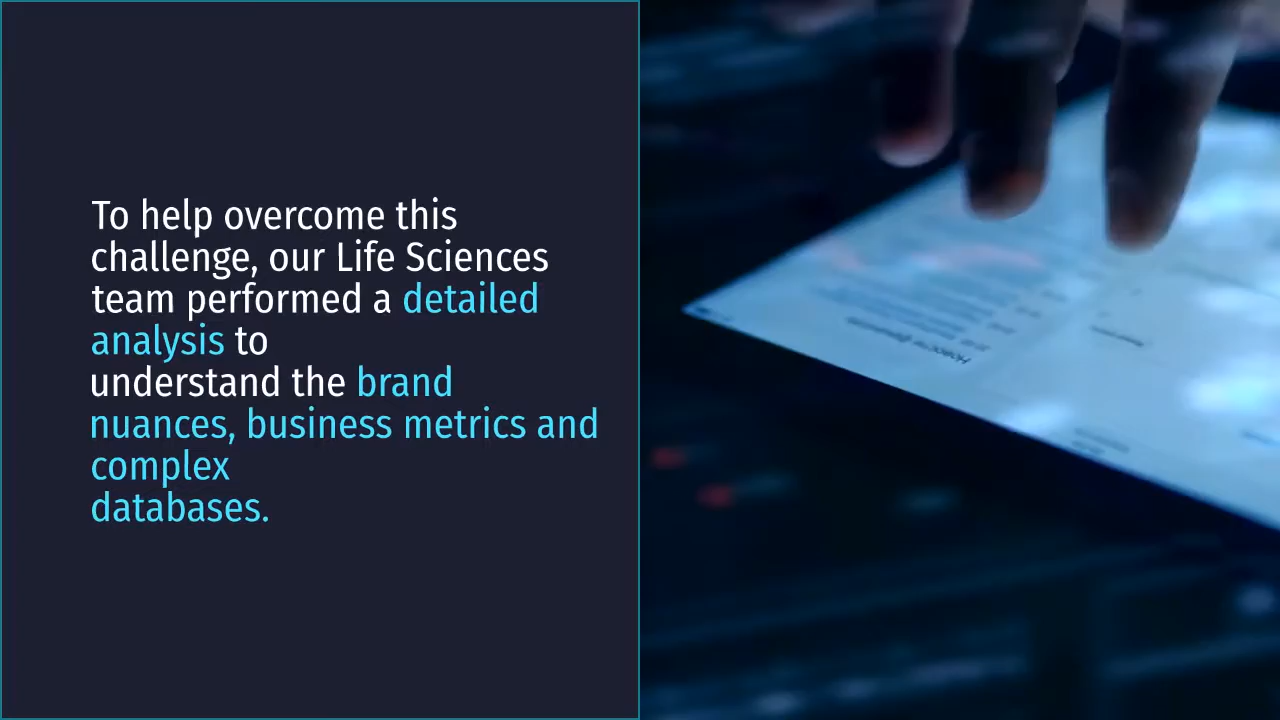 To help overcome this
challenge, our Life Sciences
team performed a detailed
analysis to
understand the brand
nuances, business metrics and
complex
databases.